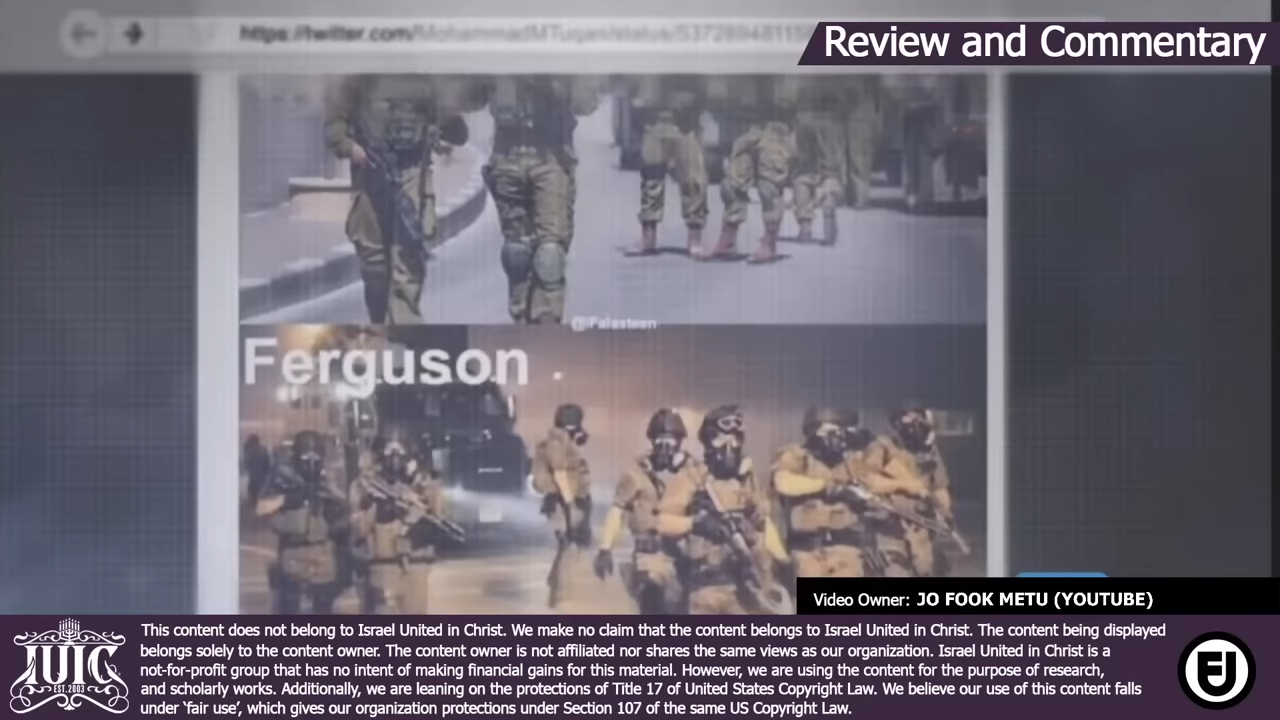 https://twitter.com/MohammadMTuqan/status/5372894811
Review and Commentary
@Falasteen
Ferguson
Video Owner: JO FOOK METU (YOUTUBE)
This content does not belong to Israel United in Christ. We make no claim that the content belongs to Israel United in Christ. The content being displayed
belongs solely to the content owner. The content owner is not affiliated nor shares the same views as our organization. Israel United in Christ is a
not-for-profit group that has no intent of making financial gains for this material. However, we are using the content for the purpose of research,
and scholarly works. Additionally, we are leaning on the protections of Title 17 of United States Copyright Law. We believe our use of this content falls
under ‘fair use’, which gives our organization protections under Section 107 of the same US Copyright Law.
IUIC
EST. 2003